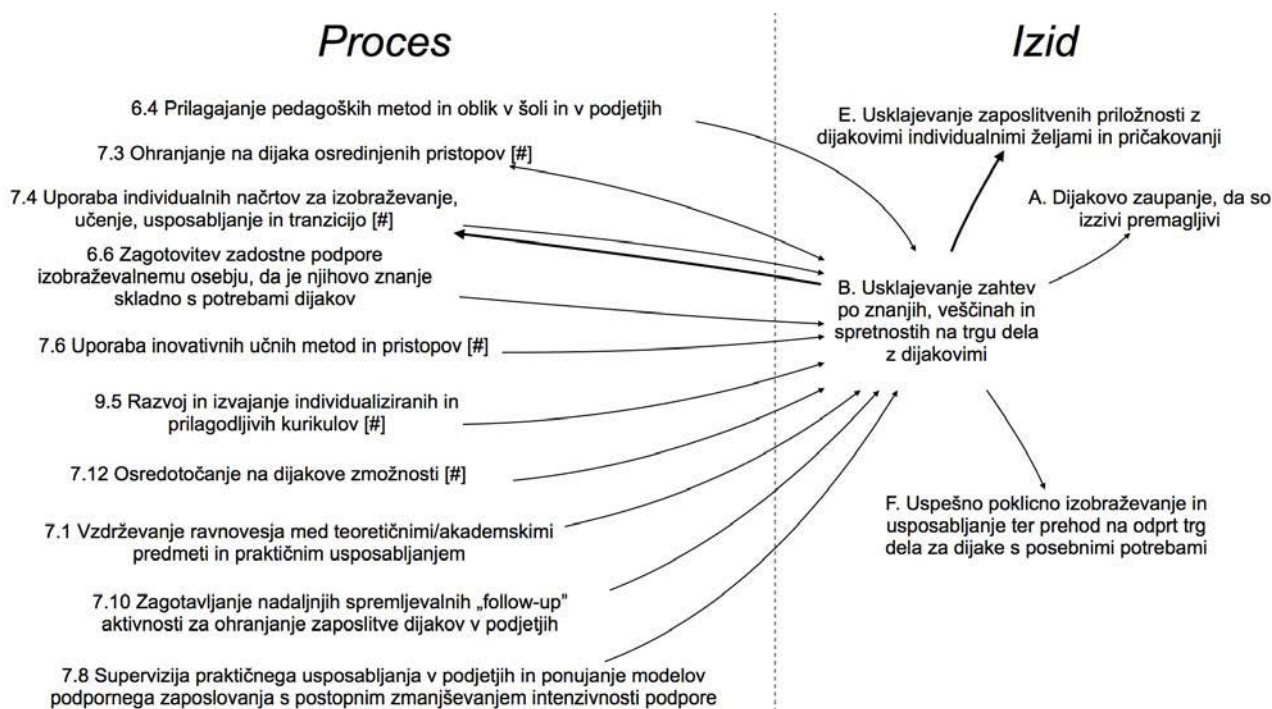 Proces
Izid
6.4 Prilagajanje pedagoških metod in oblik v šoli in v podjetjih
7.3 Ohranjanje na dijaka osredinjenih pristopov [#]
7.4 Uporaba individualnih načrtov za izobraževanje,
učenje, usposabljanje in tranzicijo [#]
6.6 Zagotovitev zadostne podpore
izobraževalnemu osebju, da je njihovo znanje
skladno s potrebami dijakov
7.6 Uporaba inovativnih učnih metod in pristopov [#]
9.5 Razvoj in izvajanje individualiziranih in
prilagodljivih kurikulov [#]
7.12 Osredotočanje na dijakove zmožnosti [#]
7.1 Vzdrževanje ravnovesja med teoretičnimi/akademskimi
predmeti in praktičnim usposabljanjem
7.10 Zagotavljanje nadaljnjih spremljevalnih „follow-up”
aktivnosti za ohranjanje zaposlitve dijakov v podjetjih
7.8 Supervizija praktičnega usposabljanja v podjetjih in ponujanje modelov
podpornega zaposlovanja s postopnim zmanjševanjem intenzivnosti podpore
E. Usklajevanje zaposlitvenih priložnosti z
dijakovimi individualnimi željami in pričakovanji
A. Dijakovo zaupanje, da so
izzivi premagljivi
B. Usklajevanje zahtev
po znanjih, veščinah in
spretnostih na trgu dela
z dijakovimi
F. Uspešno poklicno izobraževanje in
usposabljanje ter prehod na odprt trg
dela za dijake s posebnimi potrebami